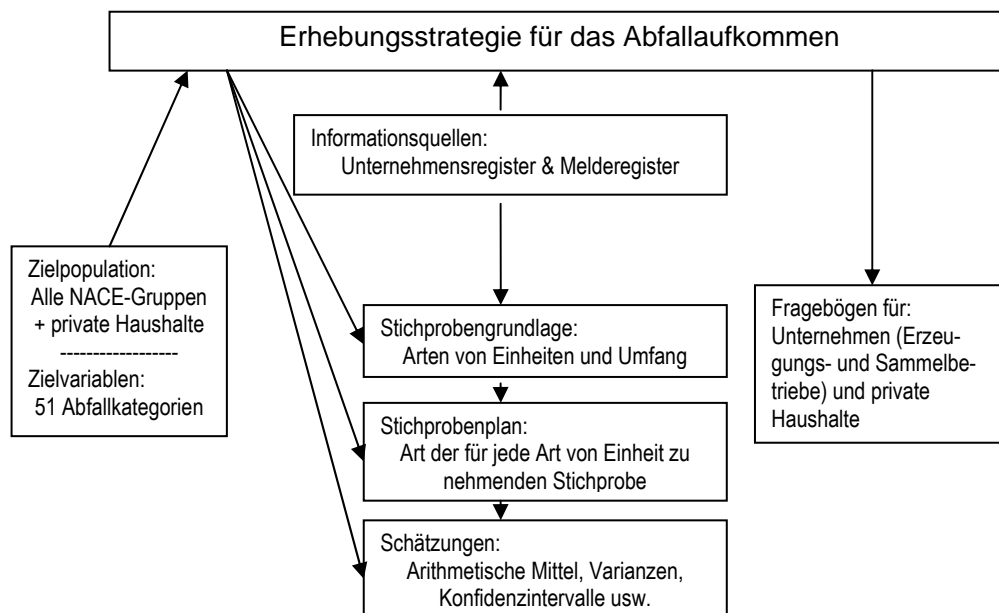 Erhebungsstrategie für das Abfallaufkommen
Informationsquellen:
Unternehmensregister & Melderegister
Zielpopulation:
Alle NACE-Gruppen
+ private Haushalte
------------------
Zielvariablen:
51 Abfallkategorien
Stichprobengrundlage:
Arten von Einheiten und Umfang
Stichprobenplan:
Art der für jede Art von Einheit zu
nehmenden Stichprobe
Schätzungen:
Arithmetische Mittel, Varianzen,
Konfidenzintervalle usw.
Fragebögen für:
Unternehmen (Erzeu-
gungs- und Sammelbe-
triebe) und private
Haushalte